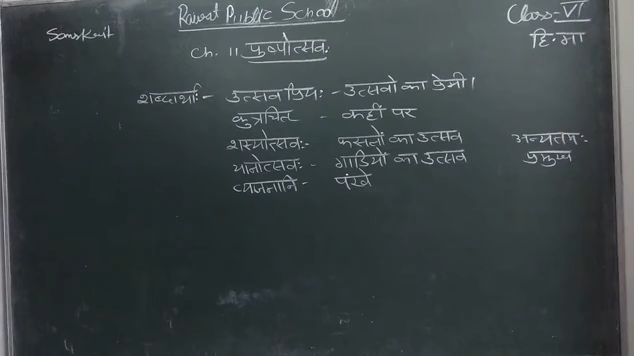 Rawat Public School
Sanskrit
Class - VI
Ch. 11 पुष्पोत्सवः
हि. मा
शब्दार्थाः - उत्सवप्रियः - उत्सवों का प्रेमी।
कुत्रचित् - कहीं पर
शस्योत्सवः - फसलों का उत्सव अन्यतमः -
यानोत्सवः - गाडियों का उत्सव प्रमुख
व्यजनानि - पंखे